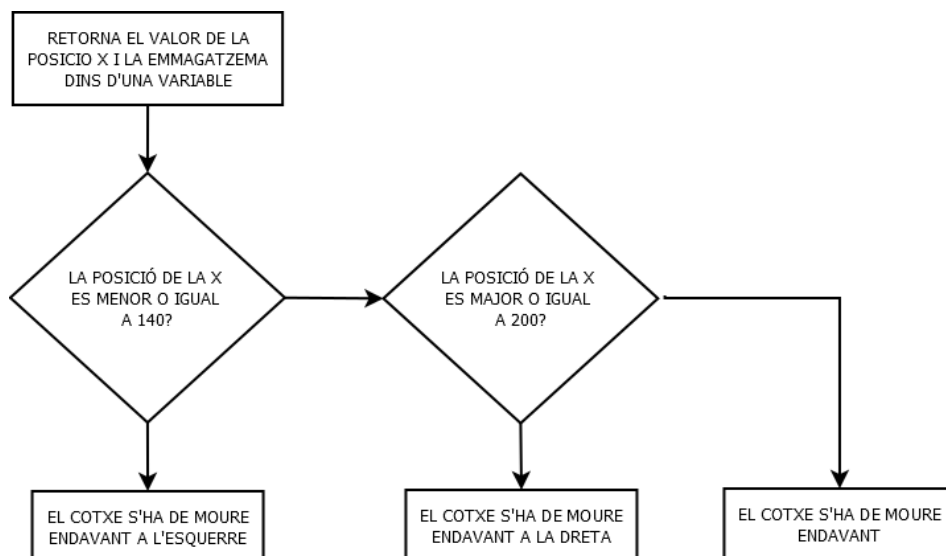 RETORNA EL VALOR DE LA
POSICIO X I LA EMMAGATZEMA
DINS D'UNA VARIABLE
LA POSICIÓ DE LA X
ES MENOR O IGUAL
A 140?
LA POSICIÓ DE LA X
ES MAJOR O IGUAL
A 200?
EL COTXE S'HA DE MOURE
ENDAVANT A L'ESQUERRE
EL COTXE S'HA DE MOURE
ENDAVANT A LA DRETA
EL COTXE S'HA DE MOURE
ENDAVANT